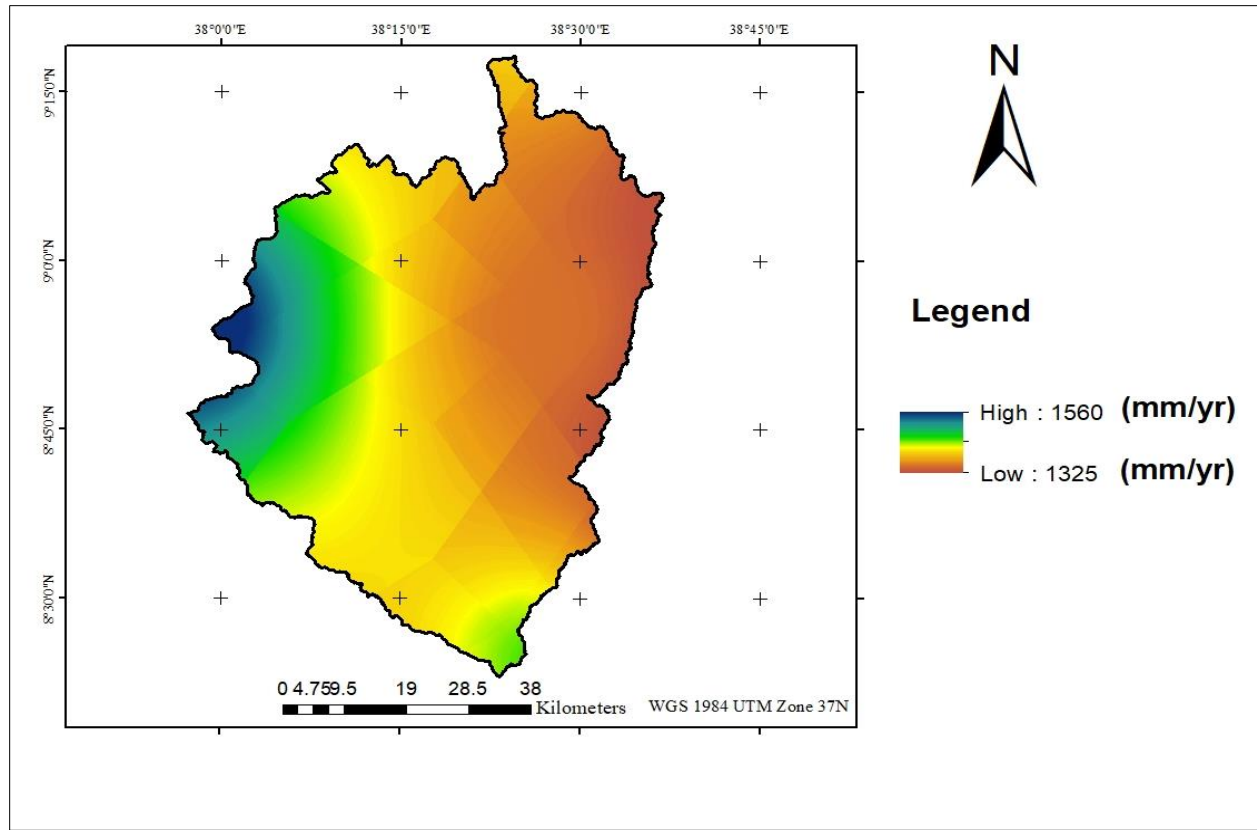 38°0'0"E 38°15'0"E 38°30'0"E 38°45'0"E
N
9°15'0"N
9°0'0"N
8°45'0"N
8°30'0"N
Legend
High : 1560 (mm/yr)
Low : 1325 (mm/yr)
0 4.759.5 19 28.5 38
Kilometers WGS 1984 UTM Zone 37N